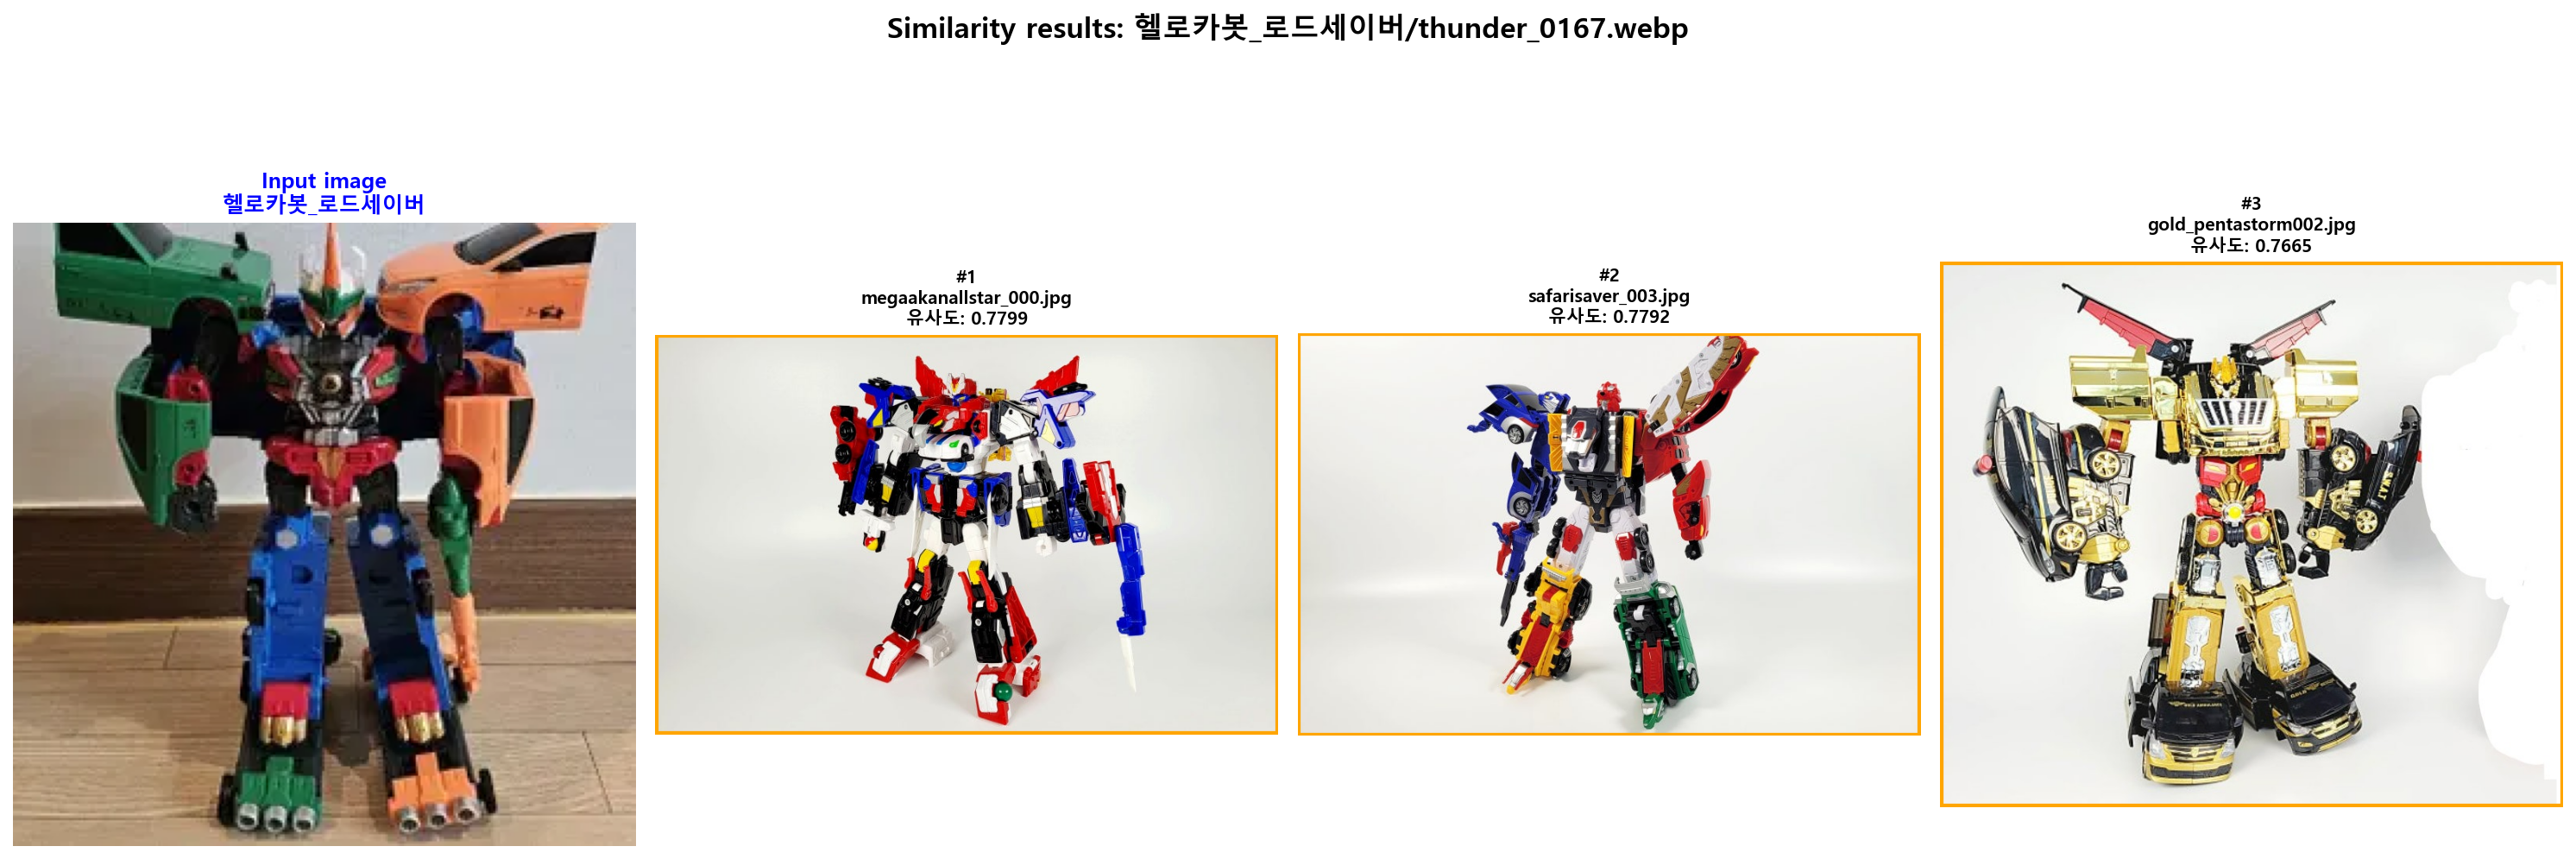 Similarity results: 헬로카봇_로드세이버/thunder_0167.webp
Input image
헬로카봇_로드세이버
#1
megaakanallstar_000.jpg
유사도: 0.7799
#2
safarisaver_003.jpg
유사도: 0.7792
#3
gold_pentastorm002.jpg
유사도: 0.7665